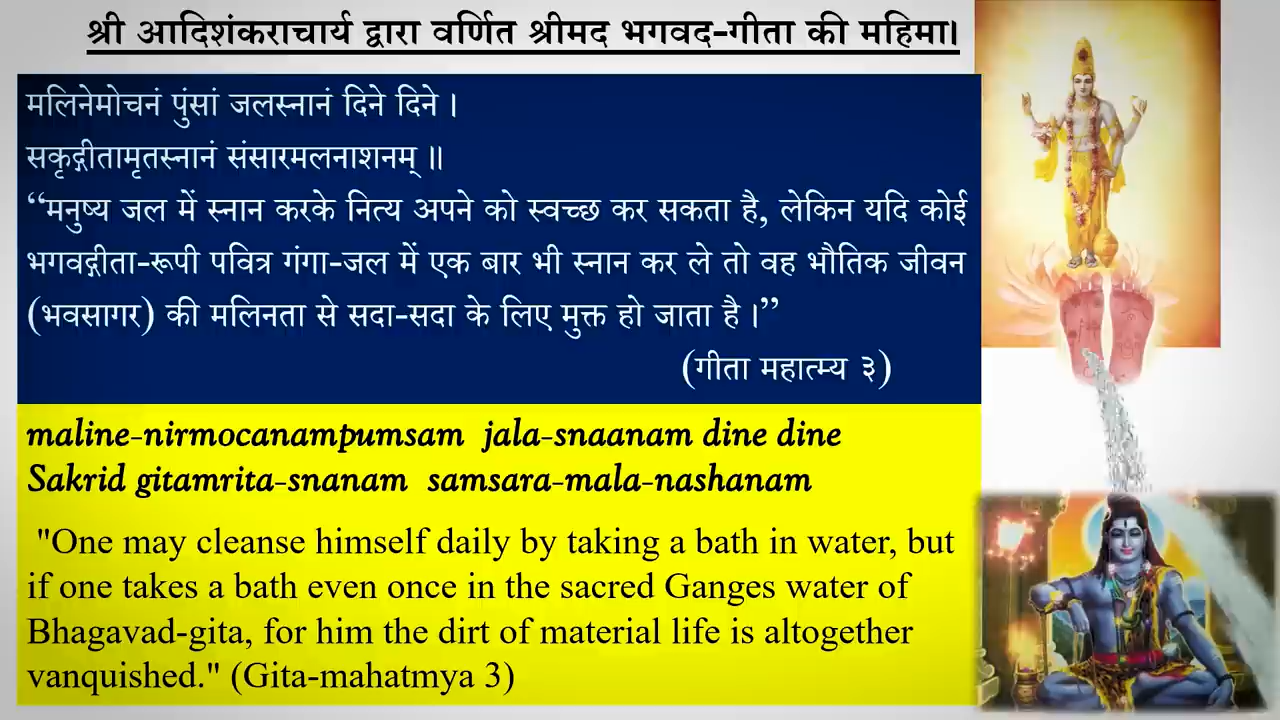 श्री आदिशंकराचार्य द्वारा वर्णित श्रीमद भगवद-गीता की महिमा।
मलिनेमोचनं पुंसां जलस्नानं दिने दिने ।
सकृद्गीतामृतस्नानं संसारमलनाशनम् ॥
“मनुष्य जल में स्नान करके नित्य अपने को स्वच्छ कर सकता है, लेकिन यदि कोई
भगवद्गीता-रूपी पवित्र गंगा-जल में एक बार भी स्नान कर ले तो वह भौतिक जीवन
(भवसागर) की मलिनता से सदा-सदा के लिए मुक्त हो जाता है ।”
(गीता महात्म्य ३)
maline-nirmocanampumsam jala-snaanam dine dine
Sakrid gitamrita-snanam samsara-mala-nashanam
"One may cleanse himself daily by taking a bath in water, but
if one takes a bath even once in the sacred Ganges water of
Bhagavad-gita, for him the dirt of material life is altogether
vanquished." (Gita-mahatmya 3)